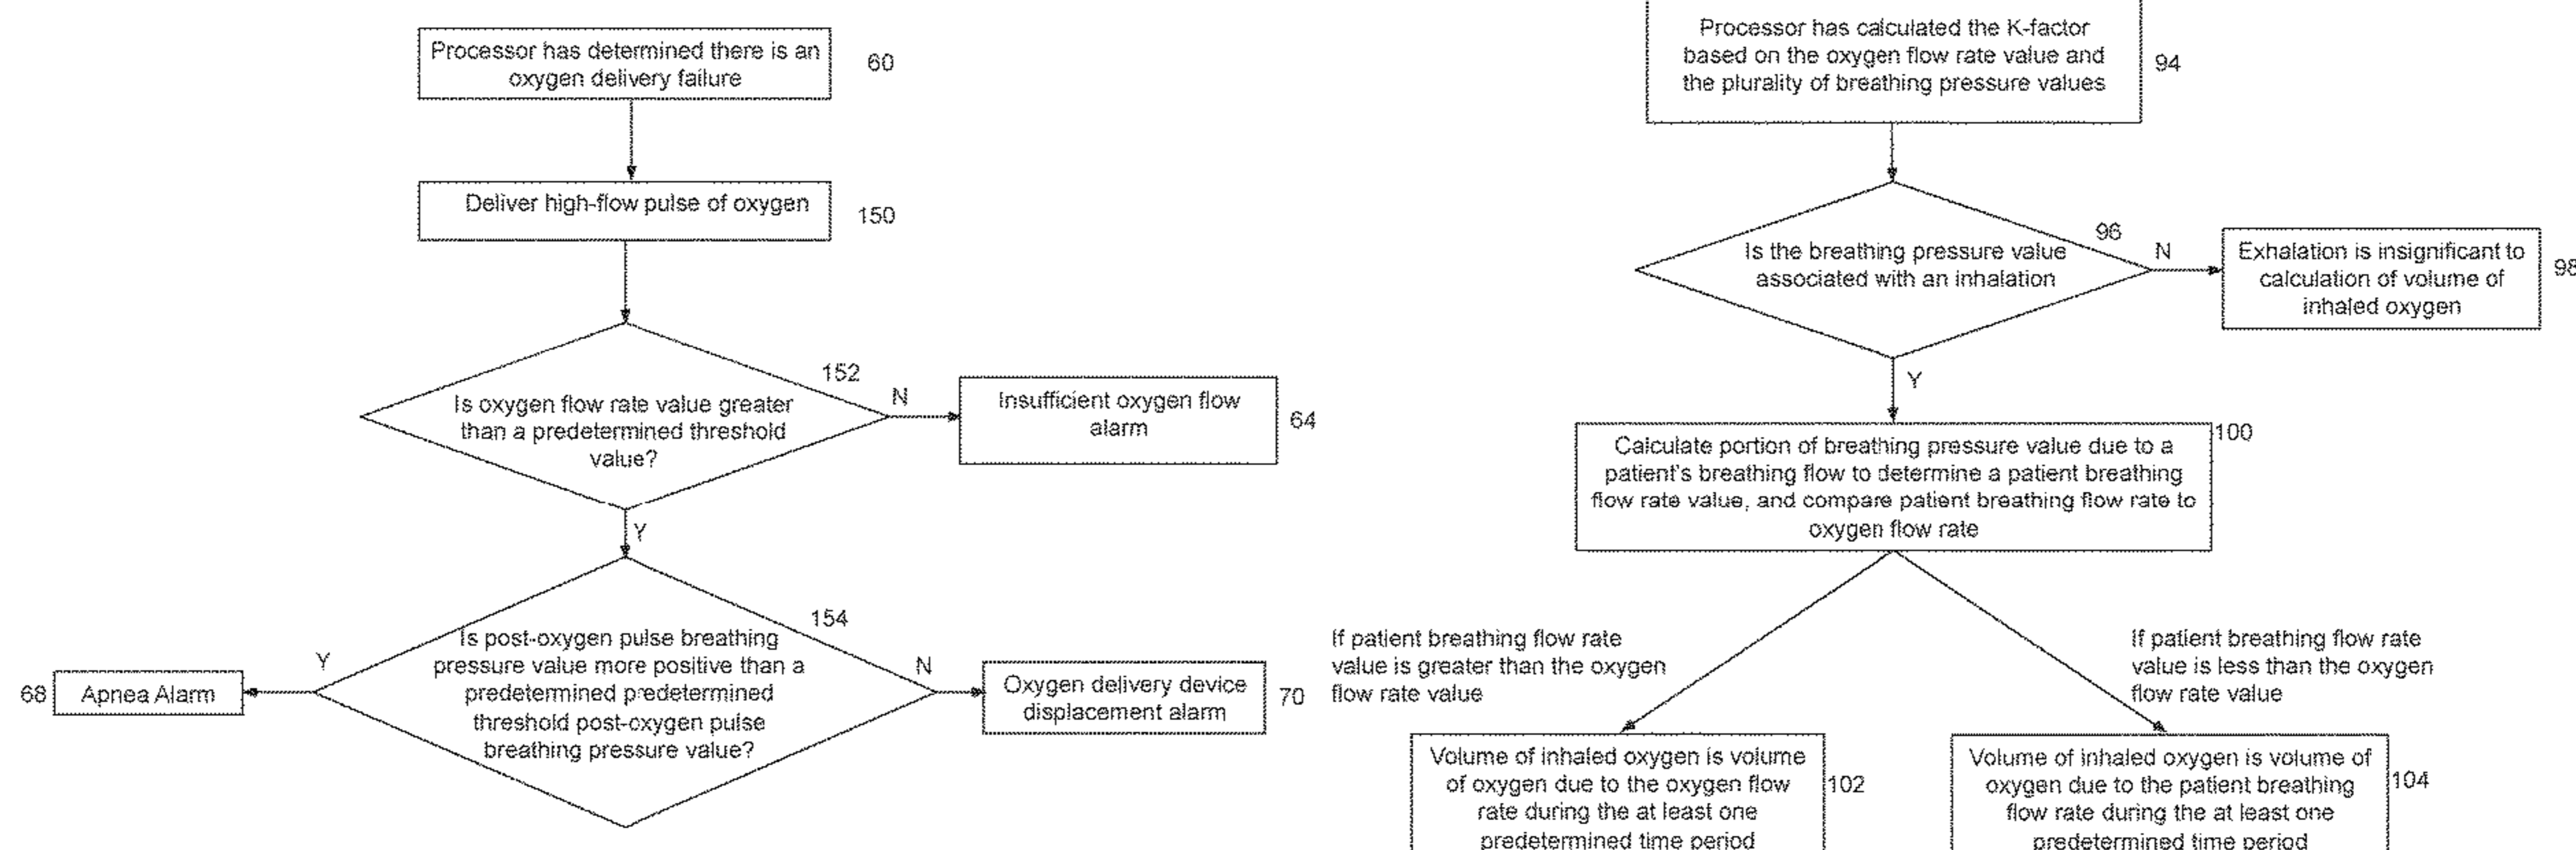 Processor has determined there is an
oxygen delivery failure
60
Deliver high-flow pulse of oxygen
150
152
Is oxygen flow rate value greater
than a predetermined threshold
value?
N
Insufficient oxygen flow
alarm
64
Y
154
Is post-oxygen pulse breathing
pressure value more positive than a
predetermined predetermined
threshold post-oxygen pulse
breathing pressure value?
Y
68
Apnea Alarm
N
Oxygen delivery device
displacement alarm
70
Processor has calculated the K-factor
based on the oxygen flow rate value and
the plurality of breathing pressure values
94
96
Is the breathing pressure value
associated with an inhalation
N
Exhalation is insignificant to
calculation of volume of
inhaled oxygen
98
Y
Calculate portion of breathing pressure value due to a
patient's breathing flow to determine a patient breathing
flow rate value, and compare patient breathing flow rate to
oxygen flow rate
100
If patient breathing flow rate
value is greater than the oxygen
flow rate value
If patient breathing flow rate
value is less than the oxygen
flow rate value
Volume of inhaled oxygen is volume
of oxygen due to the oxygen flow
rate during the at least one
predetermined time period
102
Volume of inhaled oxygen is volume of
oxygen due to the patient breathing
flow rate during the at least one
predetermined time period
104